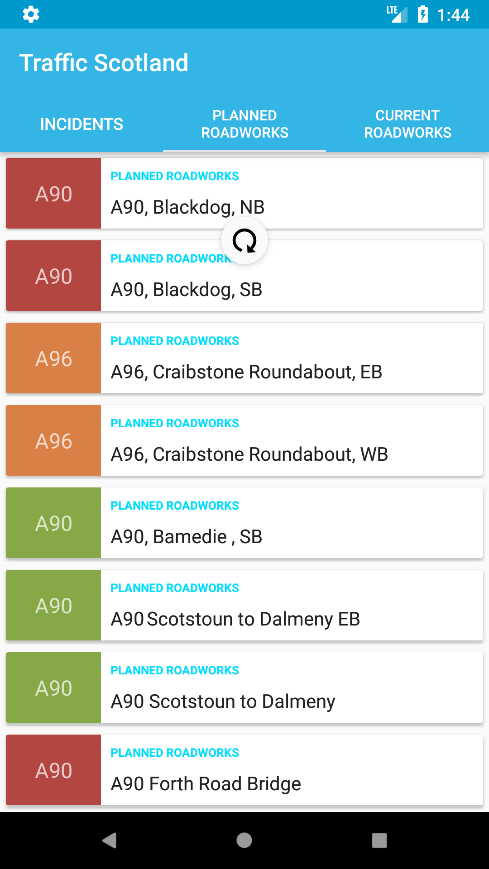 LTE 1:44
Traffic Scotland
INCIDENTS
PLANNED
ROADWORKS
CURRENT
ROADWORKS
A90
PLANNED ROADWORKS
A90, Blackdog, NB
A90
PLANNED ROADWORKS
A90, Blackdog, SB
A96
PLANNED ROADWORKS
A96, Craibstone Roundabout, EB
A96
PLANNED ROADWORKS
A96, Craibstone Roundabout, WB
A90
PLANNED ROADWORKS
A90, Bamedie , SB
A90
PLANNED ROADWORKS
A90 Scotstoun to Dalmeny EB
A90
PLANNED ROADWORKS
A90 Scotstoun to Dalmeny
A90
PLANNED ROADWORKS
A90 Forth Road Bridge